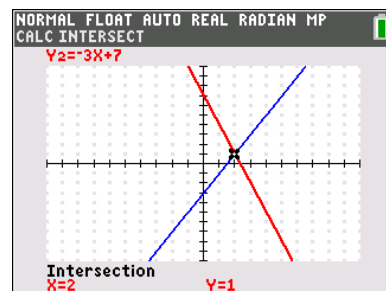 NORMAL FLOAT AUTO REAL RADIAN MP
CALC INTERSECT
Y₂=⁻3X+7
Intersection
X=2 Y=1